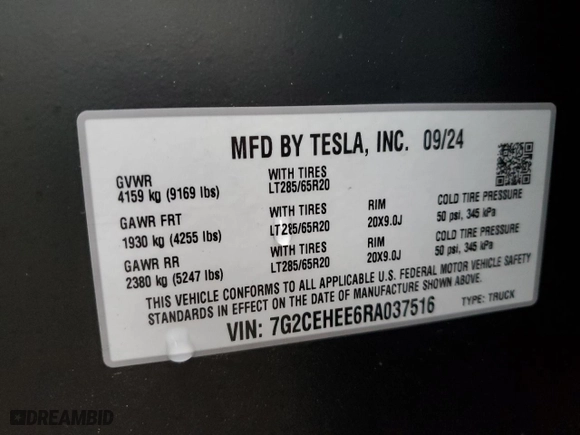 MFD BY TESLA, INC. 09/24
GVWR
4159 kg (9169 lbs)
WITH TIRES
LT285/65R20
GAWR FRT
1930 kg (4255 lbs)
WITH TIRES
LT285/65R20
RIM
20X9.0J
COLD TIRE PRESSURE
50 psi, 345 kPa
GAWR RR
2380 kg (5247 lbs)
WITH TIRES
LT285/65R20
RIM
20X9.0J
COLD TIRE PRESSURE
50 psi, 345 kPa
THIS VEHICLE CONFORMS TO ALL APPLICABLE U.S. FEDERAL MOTOR VEHICLE SAFETY
STANDARDS IN EFFECT ON THE DATE OF MANUFACTURE SHOWN ABOVE.
VIN: 7G2CEHEE6RA037516 TYPE: TRUCK
DREAMBID